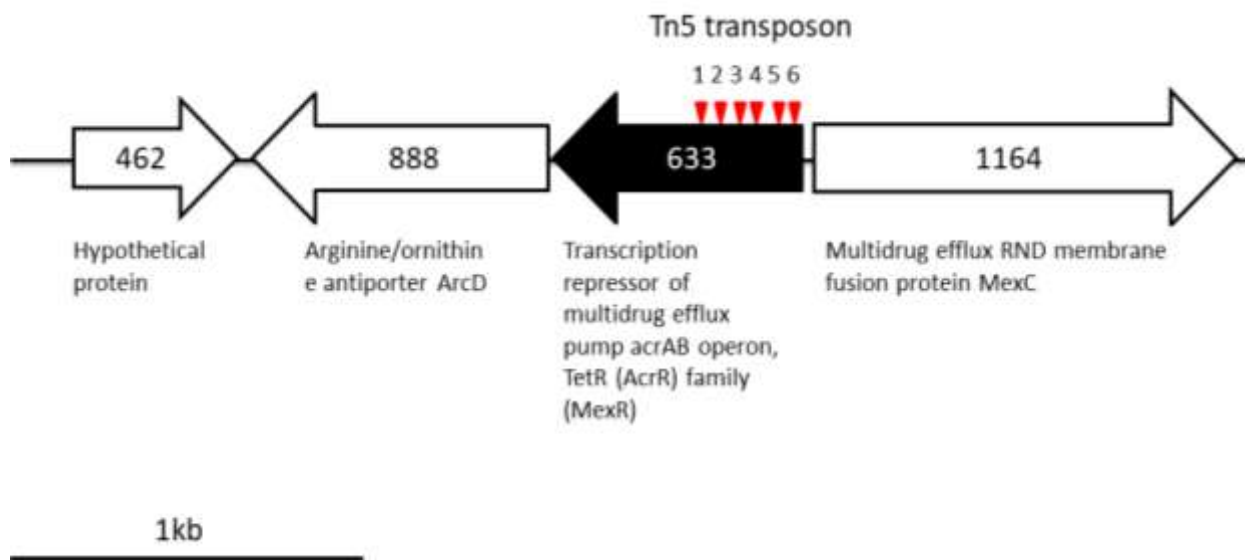 Tn5 transposon
1 2 3 4 5 6
462
888
633
1164
Hypothetical
protein
Arginine/ornithin
e antiporter ArcD
Transcription
repressor of
multidrug efflux
pump acrAB operon,
TetR (AcrR) family
(MexR)
Multidrug efflux RND membrane
fusion protein MexC
1kb